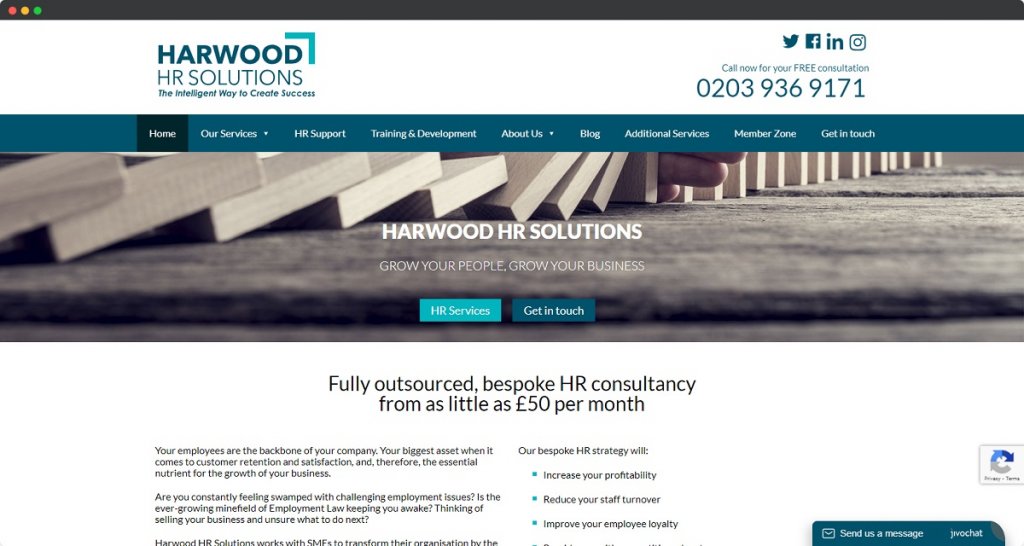 HARWOOD
HR SOLUTIONS
The Intelligent Way to Create Success
Call now for your FREE consultation
0203 936 9171
Home Our Services HR Support Training & Development About Us Blog Additional Services Member Zone Get in touch
HARWOOD HR SOLUTIONS
GROW YOUR PEOPLE, GROW YOUR BUSINESS
HR Services Get in touch
Fully outsourced, bespoke HR consultancy
from as little as £50 per month
Your employees are the backbone of your company. Your biggest asset when it
comes to customer retention and satisfaction, and, therefore, the essential
nutrient for the growth of your business.
Are you constantly feeling swamped with challenging employment issues? Is the
ever-growing minefield of Employment Law keeping you awake? Thinking of
selling your business and unsure what to do next?
Harwood HR Solutions works with SMEs to transform their organisation by the
Our bespoke HR strategy will:
Increase your profitability
Reduce your staff turnover
Improve your employee loyalty
Privacy - Terms
Send us a message jivochat